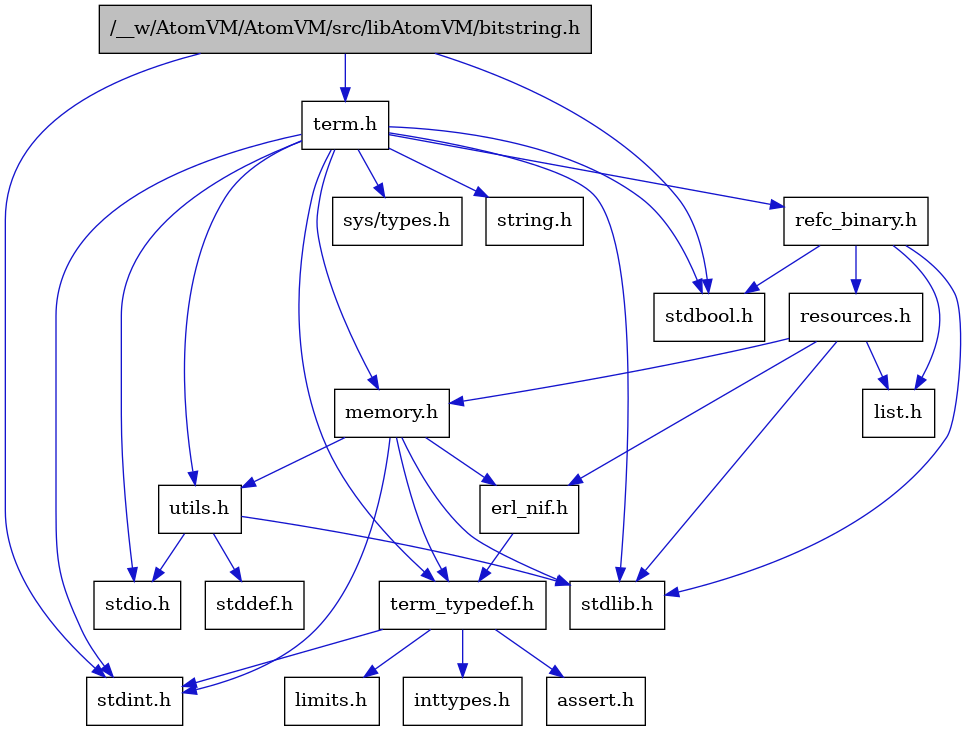 /__w/AtomVM/AtomVM/src/libAtomVM/bitstring.h
term.h
sys/types.h
string.h
refc_binary.h
stdbool.h
resources.h
memory.h
list.h
utils.h
erl_nif.h
stdio.h
stddef.h
term_typedef.h
stdlib.h
stdint.h
limits.h
inttypes.h
assert.h